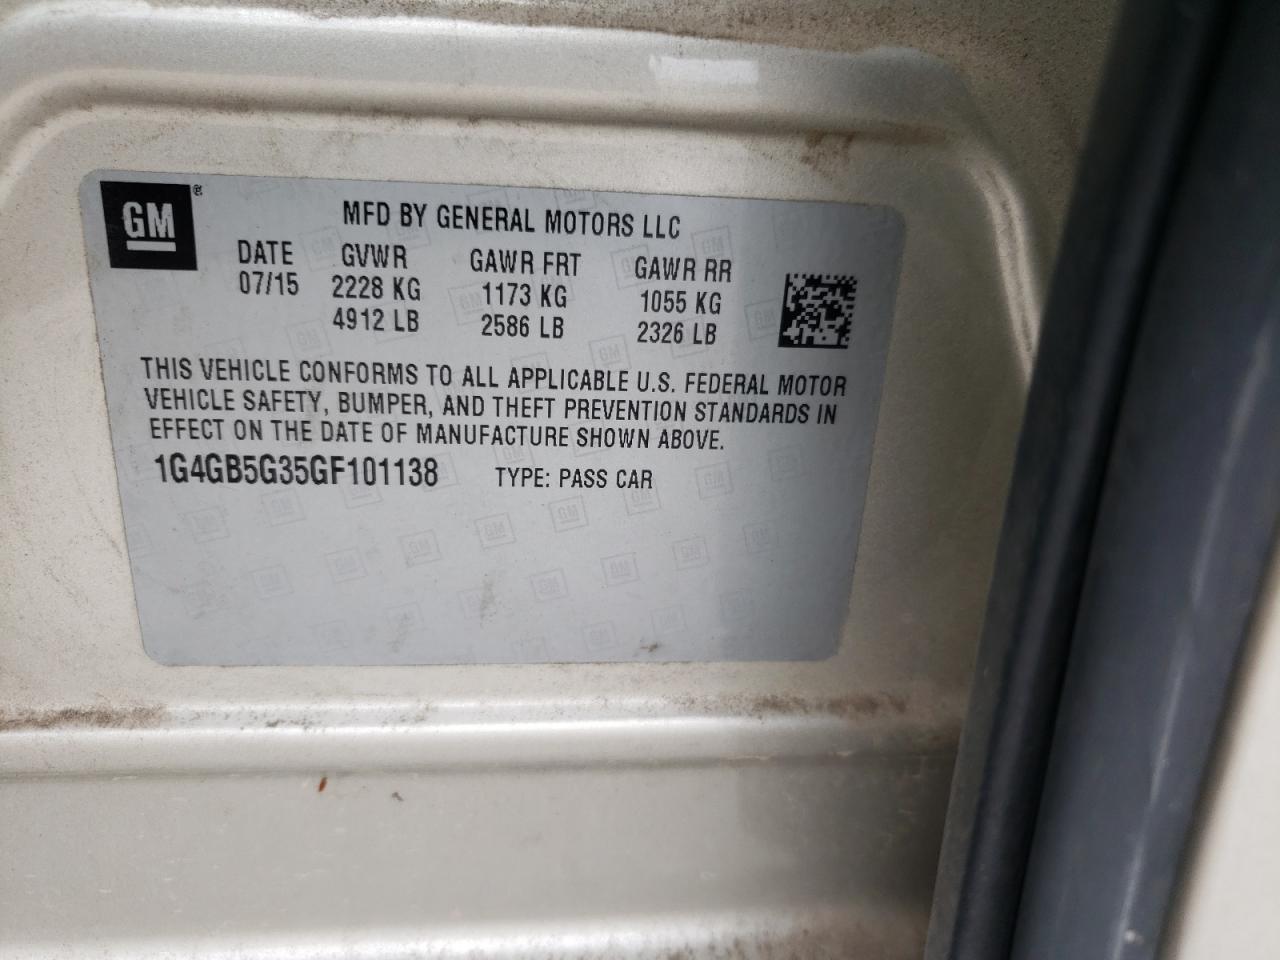 GM®
MFD BY GENERAL MOTORS LLC
DATE GVWR GAWR FRT GAWR RR
07/15 2228 KG 1173 KG 1055 KG
4912 LB 2586 LB 2326 LB
THIS VEHICLE CONFORMS TO ALL APPLICABLE U.S. FEDERAL MOTOR
VEHICLE SAFETY, BUMPER, AND THEFT PREVENTION STANDARDS IN
EFFECT ON THE DATE OF MANUFACTURE SHOWN ABOVE.
1G4GB5G35GF101138 TYPE: PASS CAR